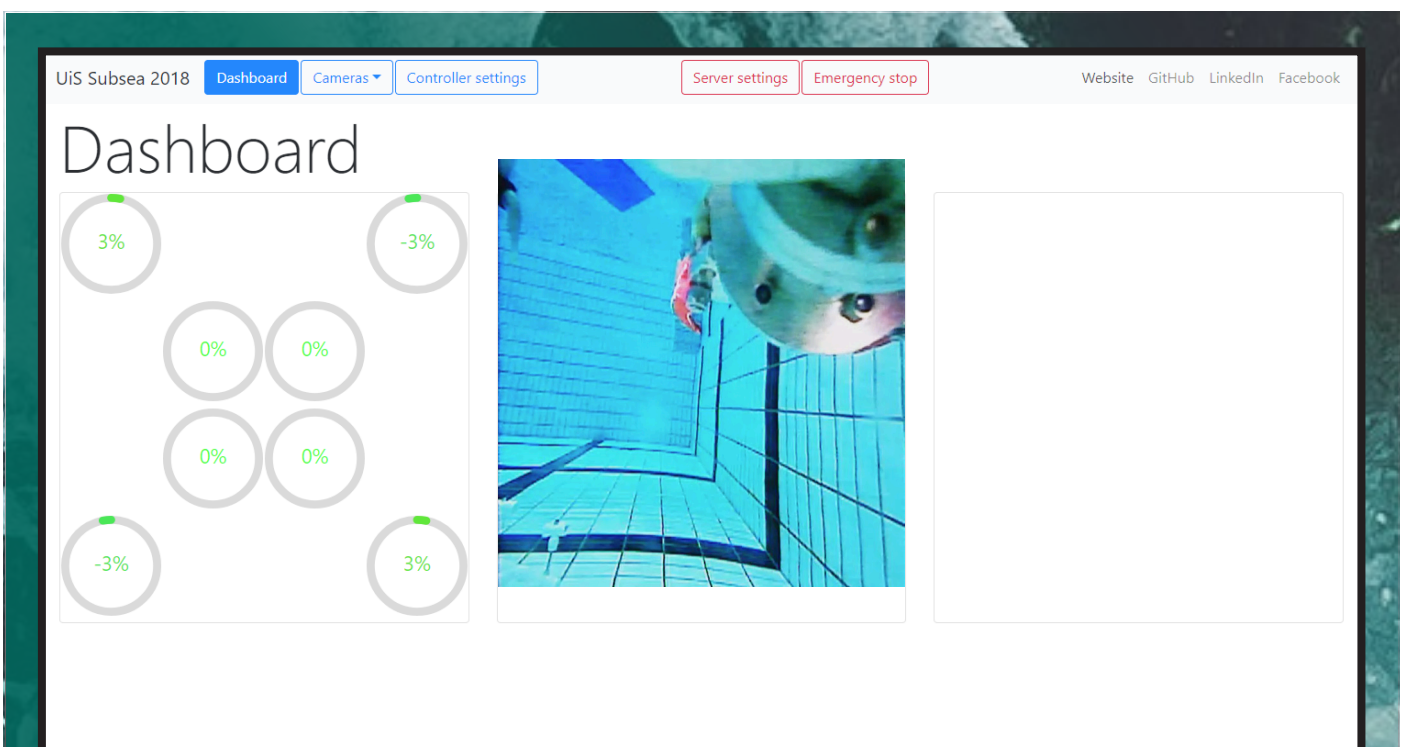 UiS Subsea 2018 Dashboard Cameras Controller settings Server settings Emergency stop Website GitHub LinkedIn Facebook
Dashboard
3% -3%
0% 0%
0% 0%
-3% 3%